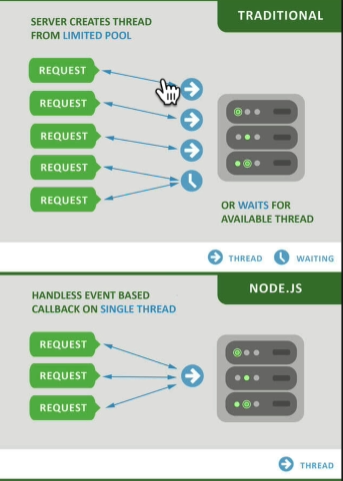 TRADITIONAL
SERVER CREATES THREAD
FROM LIMITED POOL
REQUEST
REQUEST
REQUEST
REQUEST
REQUEST
OR WAITS FOR
AVAILABLE THREAD
THREAD
WAITING
NODE.JS
HANDLESS EVENT BASED
CALLBACK ON SINGLE THREAD
REQUEST
REQUEST
REQUEST
THREAD